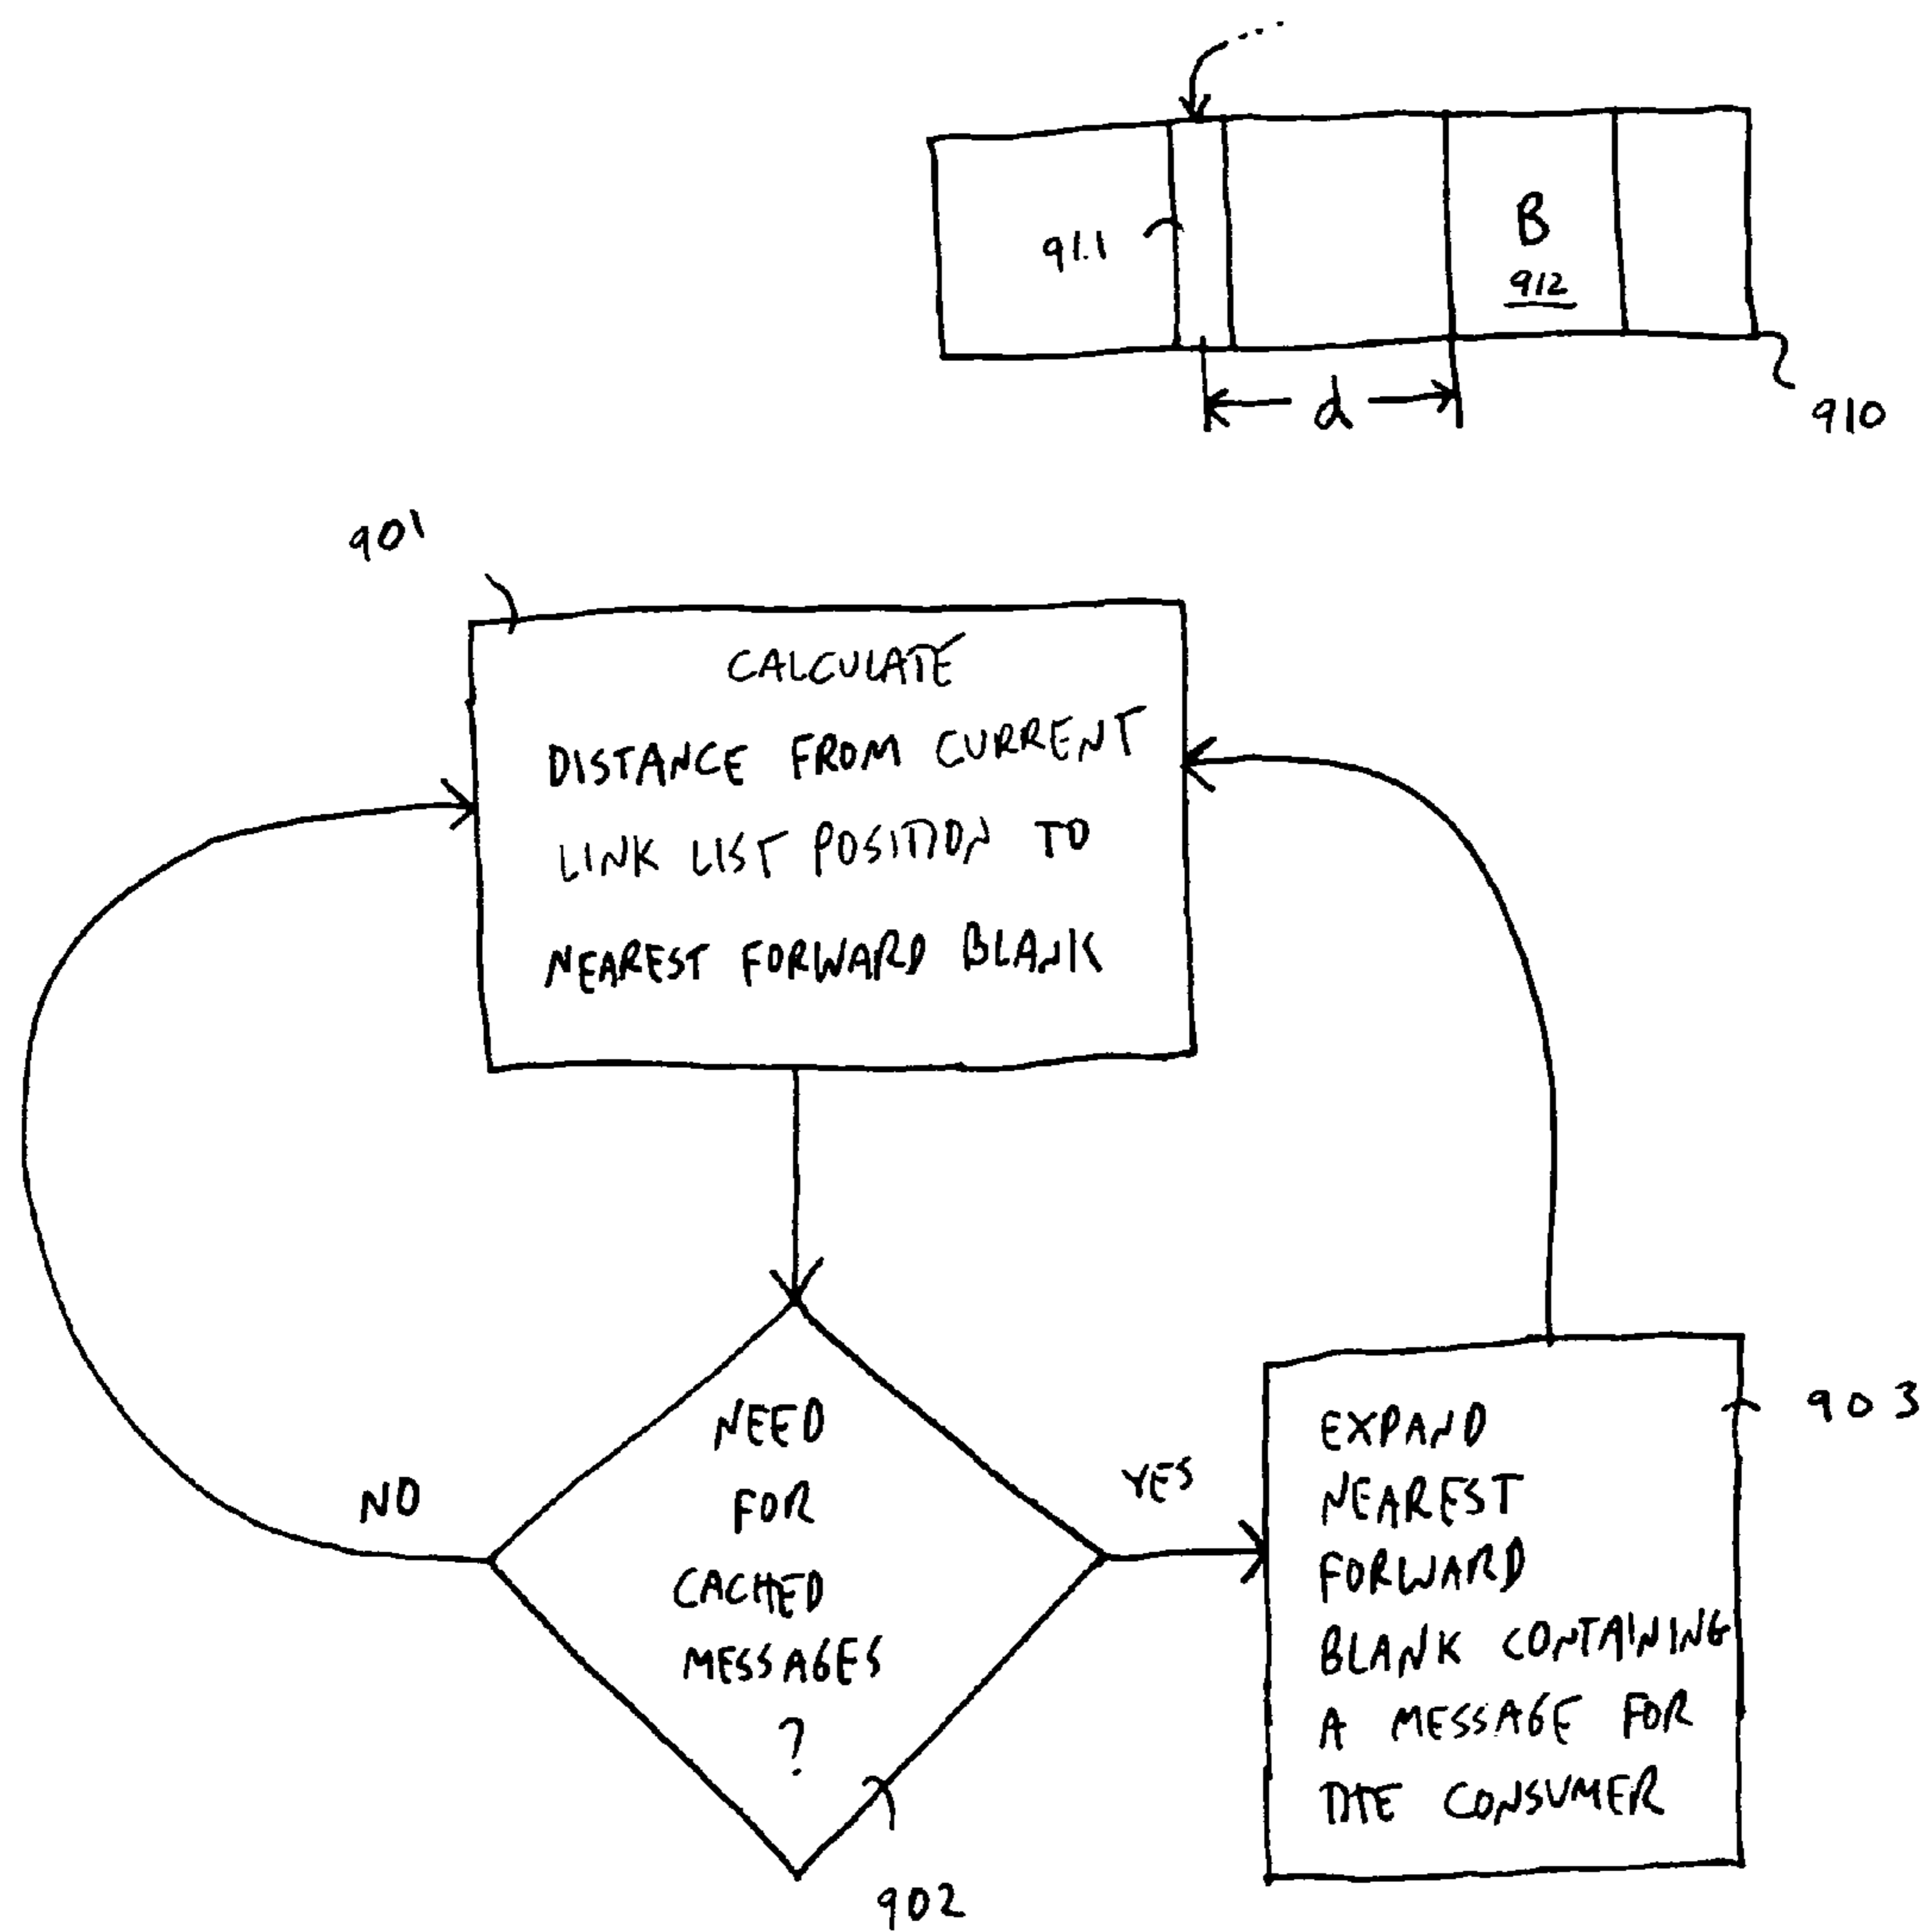 911
B
912
d
910
901
CALCULATE
DISTANCE FROM CURRENT
LINK LIST POSITION TO
NEAREST FORWARD BLANK
NEED
FOR
CACHED
MESSAGES
?
NO
YES
902
903
EXPAND
NEAREST
FORWARD
BLANK CONTAINING
A MESSAGE FOR
THE CONSUMER